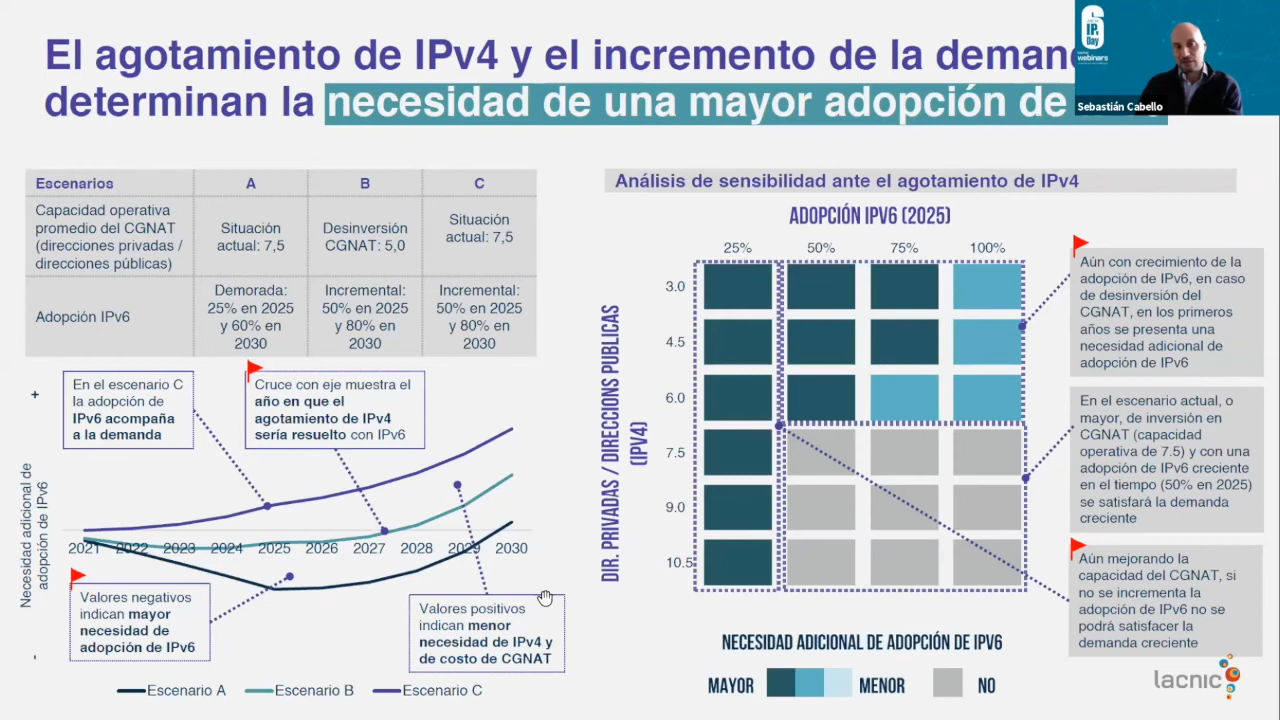 El agotamiento de IPv4 y el incremento de la
determinan la necesidad de una mayor adopción de
6
IP.
Day
webinars
Sebastián Cabello
Escenarios A B C
Capacidad operativa
promedio del CGNAT
(direcciones privadas /
direcciones públicas)
Situación
actual: 7,5
Desinversión
CGNAT: 5,0
Situación
actual: 7,5
Adopción IPv6
Demorada:
25% en 2025
y 60% en
2030
Incremental:
50% en 2025
y 80% en
2030
Incremental:
50% en 2025
y 80% en
2030
+
En el escenario C
la adopción de
IPv6 acompaña
a la demanda
Cruce con eje muestra el
año en que el
agotamiento de IPv4
sería resuelto con IPv6
Necesidad adicional de
adopción de IPv6
2021 2022 2023 2024 2025 2026 2027 2028 2029 2030
Valores negativos
indican mayor
necesidad de
adopción de IPv6
Valores positivos
indican menor
necesidad de IPv4 y
de costo de CGNAT
-
Escenario A Escenario B Escenario C
Análisis de sensibilidad ante el agotamiento de IPv4
ADOPCIÓN IPV6 (2025)
25% 50% 75% 100%
DIR. PRIVADAS / DIRECCIONS PUBLICAS
(IPV4)
3.0
4.5
6.0
7.5
9.0
10.5
Aún con crecimiento de la
adopción de IPv6, en caso
de desinversión del
CGNAT, en los primeros
años se presenta una
necesidad adicional de
adopción de IPv6
En el escenario actual, o
mayor, de inversión en
CGNAT (capacidad
operativa de 7.5) y con una
adopción de IPv6 creciente
en el tiempo (50% en 2025)
se satisfará la demanda
creciente
Aún mejorando la
capacidad del CGNAT, si
no se incrementa la
adopción de IPv6 no se
podrá satisfacer la
demanda creciente
NECESIDAD ADICIONAL DE ADOPCIÓN DE IPV6
MAYOR MENOR NO
lacnic